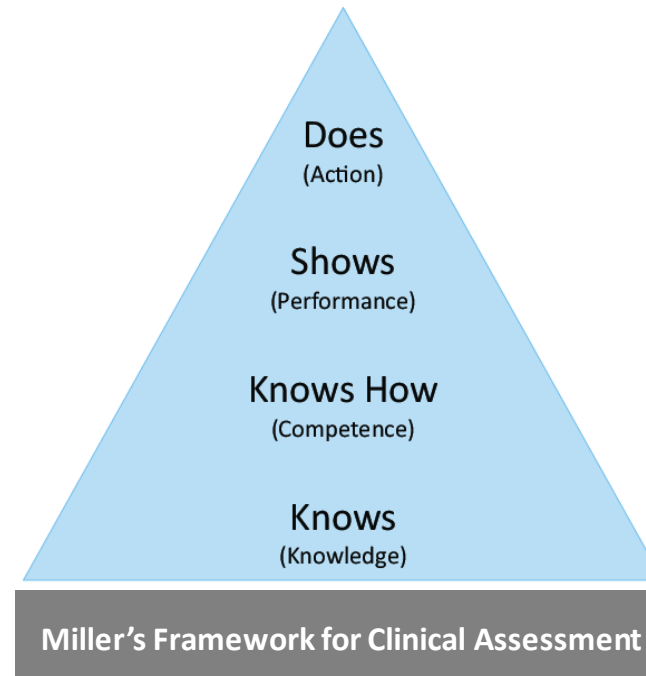 Does
(Action)
Shows
(Performance)
Knows How
(Competence)
Knows
(Knowledge)
Miller’s Framework for Clinical Assessment